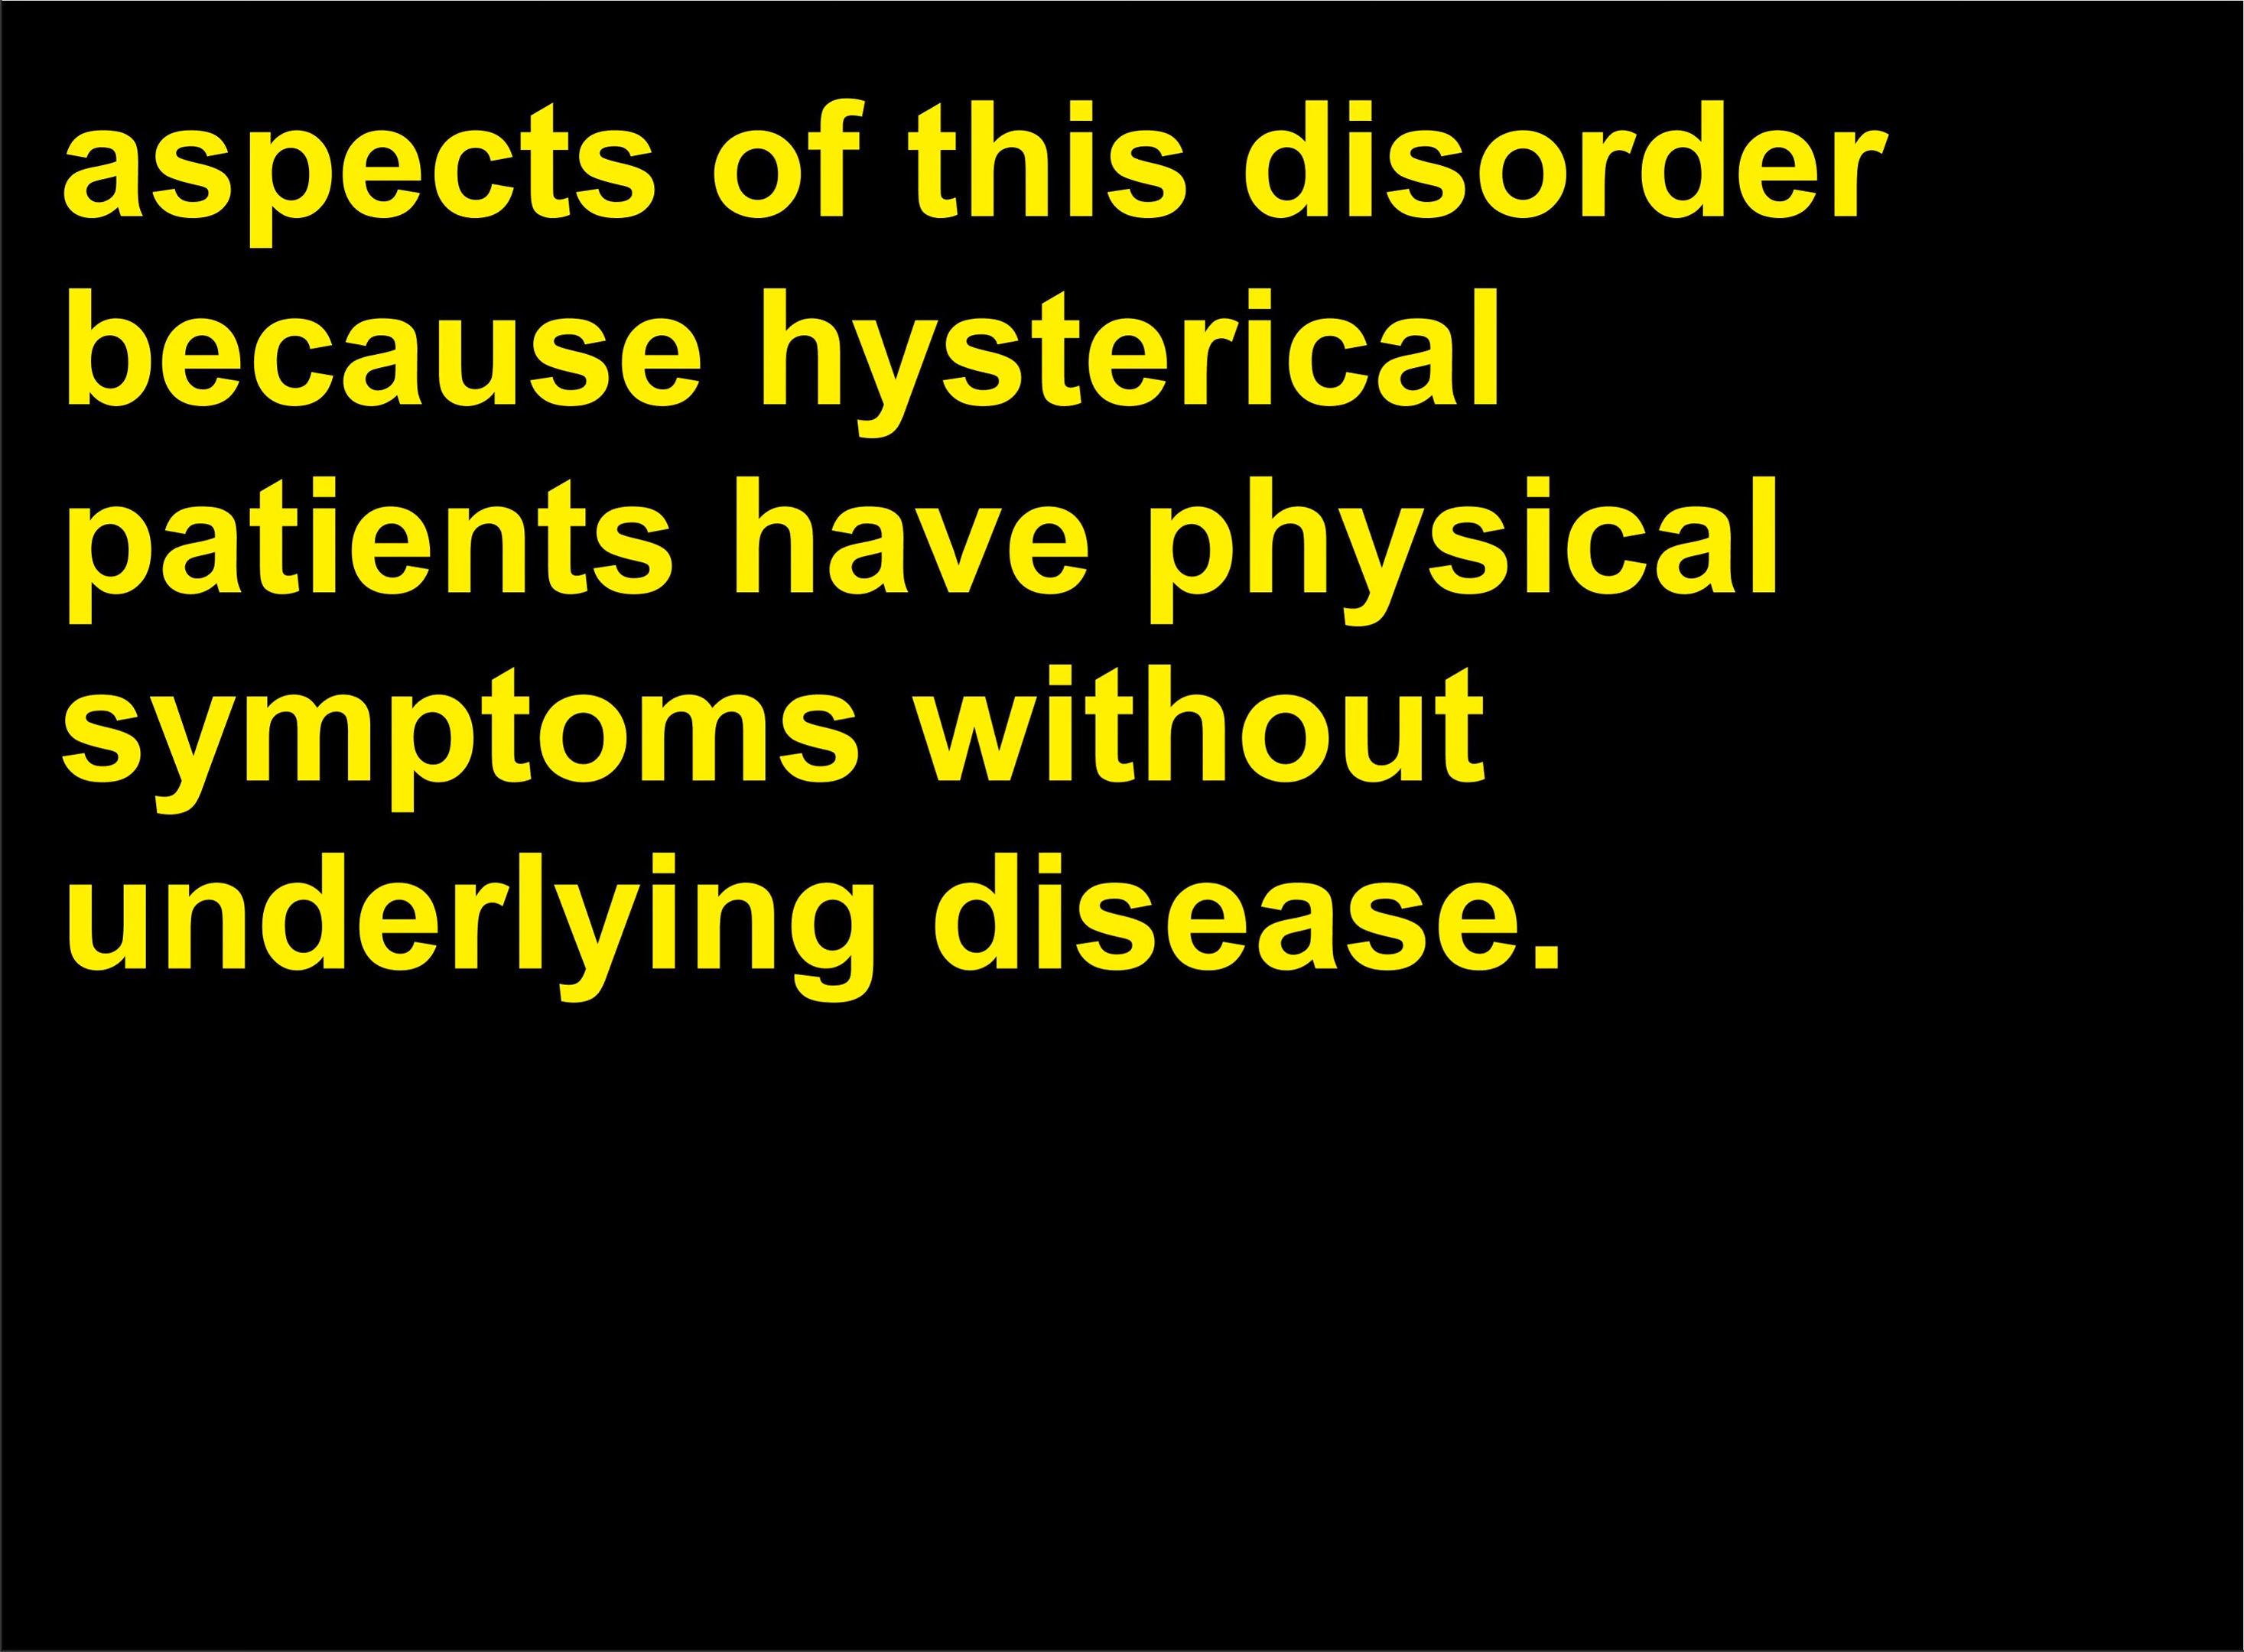 aspects of this disorder
because hysterical
patients have physical
symptoms without
underlying disease.